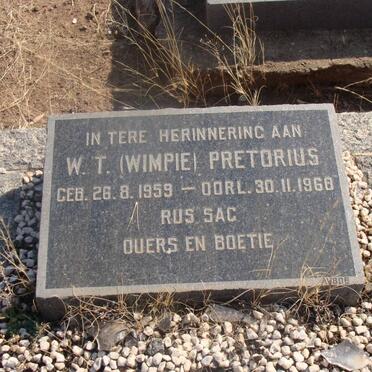 IN TERE HERINNERING AAN
W. T. (WIMPIE) PRETORIUS
GEB. 26. 8. 1959 — OORL. 30. 11. 1968
RUS SAG
OUERS EN BOETIE